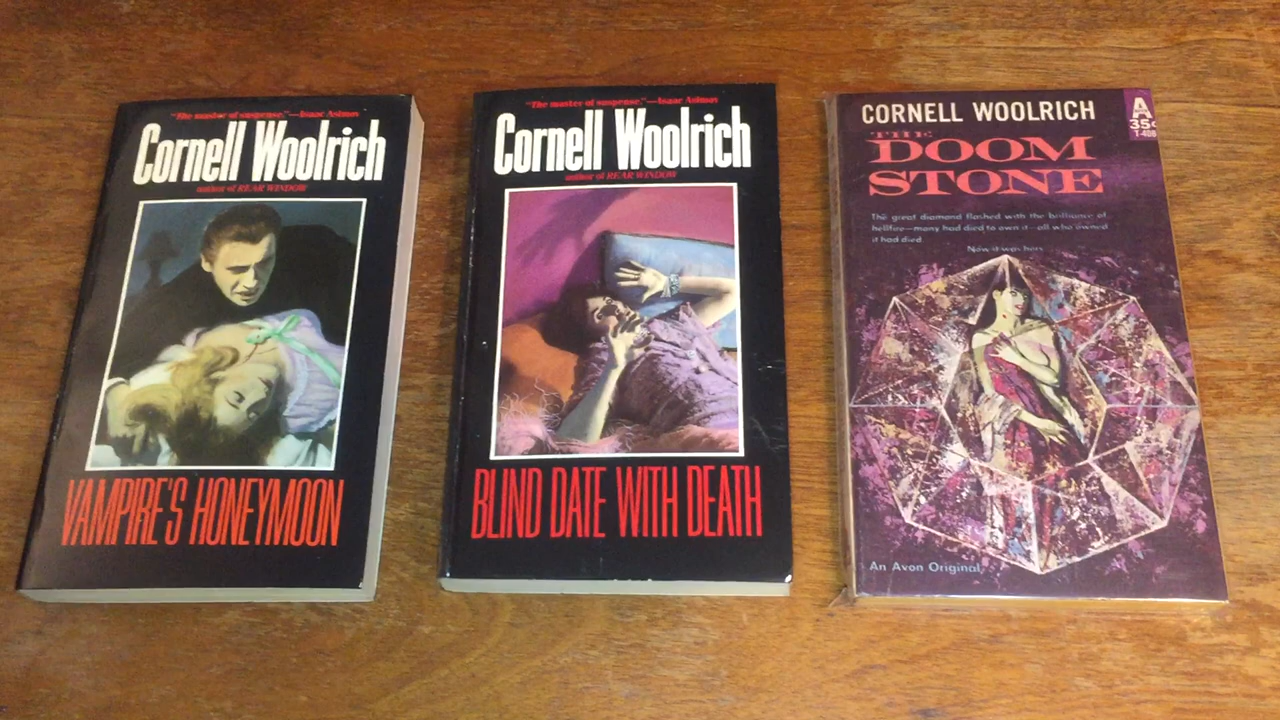 "The master of suspense."—Isaac Asimov
Cornell Woolrich
author of REAR WINDOW
VAMPIRE'S HONEYMOON
"The master of suspense."—Isaac Asimov
Cornell Woolrich
author of REAR WINDOW
BLIND DATE WITH DEATH
CORNELL WOOLRICH
THE
DOOM
STONE
A
AVON
35¢
T-408
The great diamond flashed with the brilliance of
hellfire—many had died to own it—all who owned
it had died.
Now it was hers
An Avon Original